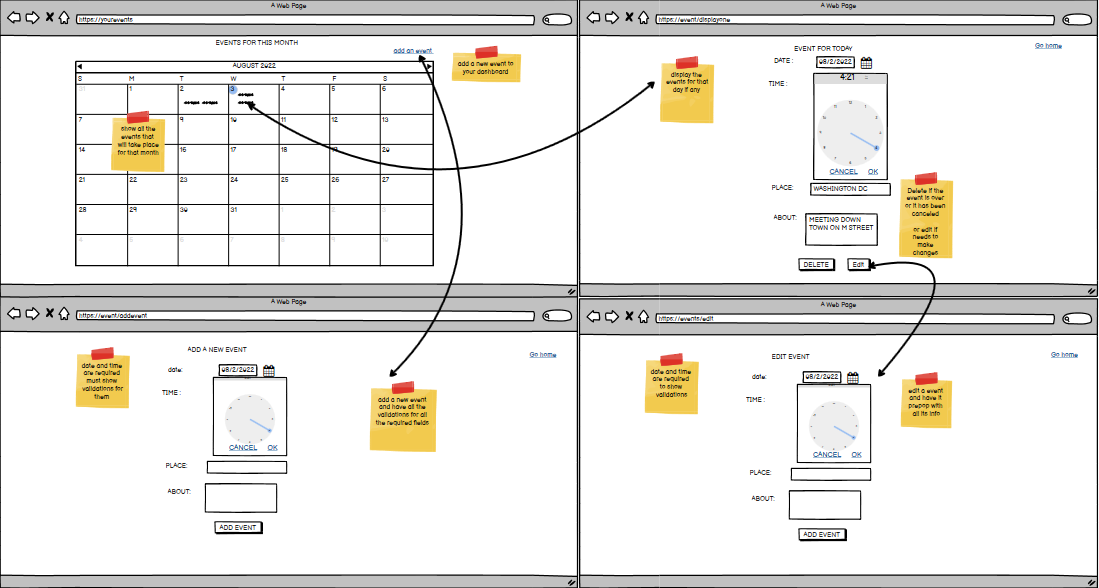 A Web Page
https://yourevents
EVENTS FOR THIS MONTH
add an event
add a new event to
your dashboard
AUGUST 2022
S M T W T F S
31 1 2 3 4 5 6
7 9 10 11 12 13
show all the
events that
will take place
for that month
14 16 17 18 19 20
21 22 23 24 25 26 27
28 29 30 31 1 2 3
4 5 6 7 8 9 10
A Web Page
https://event/displayone
Go home
EVENT FOR TODAY
DATE : 08/2/2022
display the
events for that
day if any
TIME :
4:21
CANCEL OK
PLACE: WASHINGTON DC
ABOUT: MEETING DOWN
TOWN ON M STREET
Delete if the
event is over
or it has been
canceled
or edit if
needs to
make
changes
DELETE Edit
A Web Page
https://event/addevent
ADD A NEW EVENT
Go home
date: 08/2/2022
date and time
are required
must show
validations for
them
TIME :
CANCEL OK
add a new event
and have all the
validations for all
the required fields
PLACE:
ABOUT:
ADD EVENT
A Web Page
https://events/edit
EDIT EVENT
Go home
date: 08/2/2022
date and time
are required
to show
validations
TIME :
CANCEL OK
edit a event
and have it
prepop with
all its info
PLACE:
ABOUT:
ADD EVENT